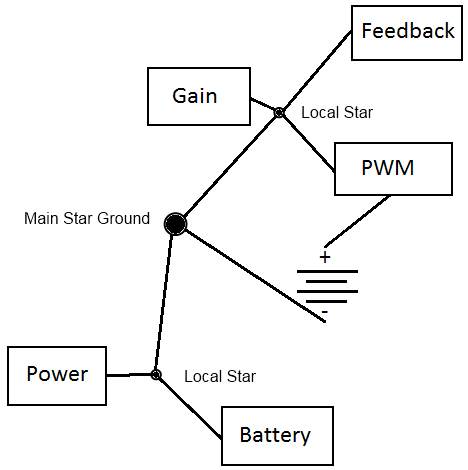 Feedback
Gain
Local Star
PWM
Main Star Ground
+
-
Power
Local Star
Battery